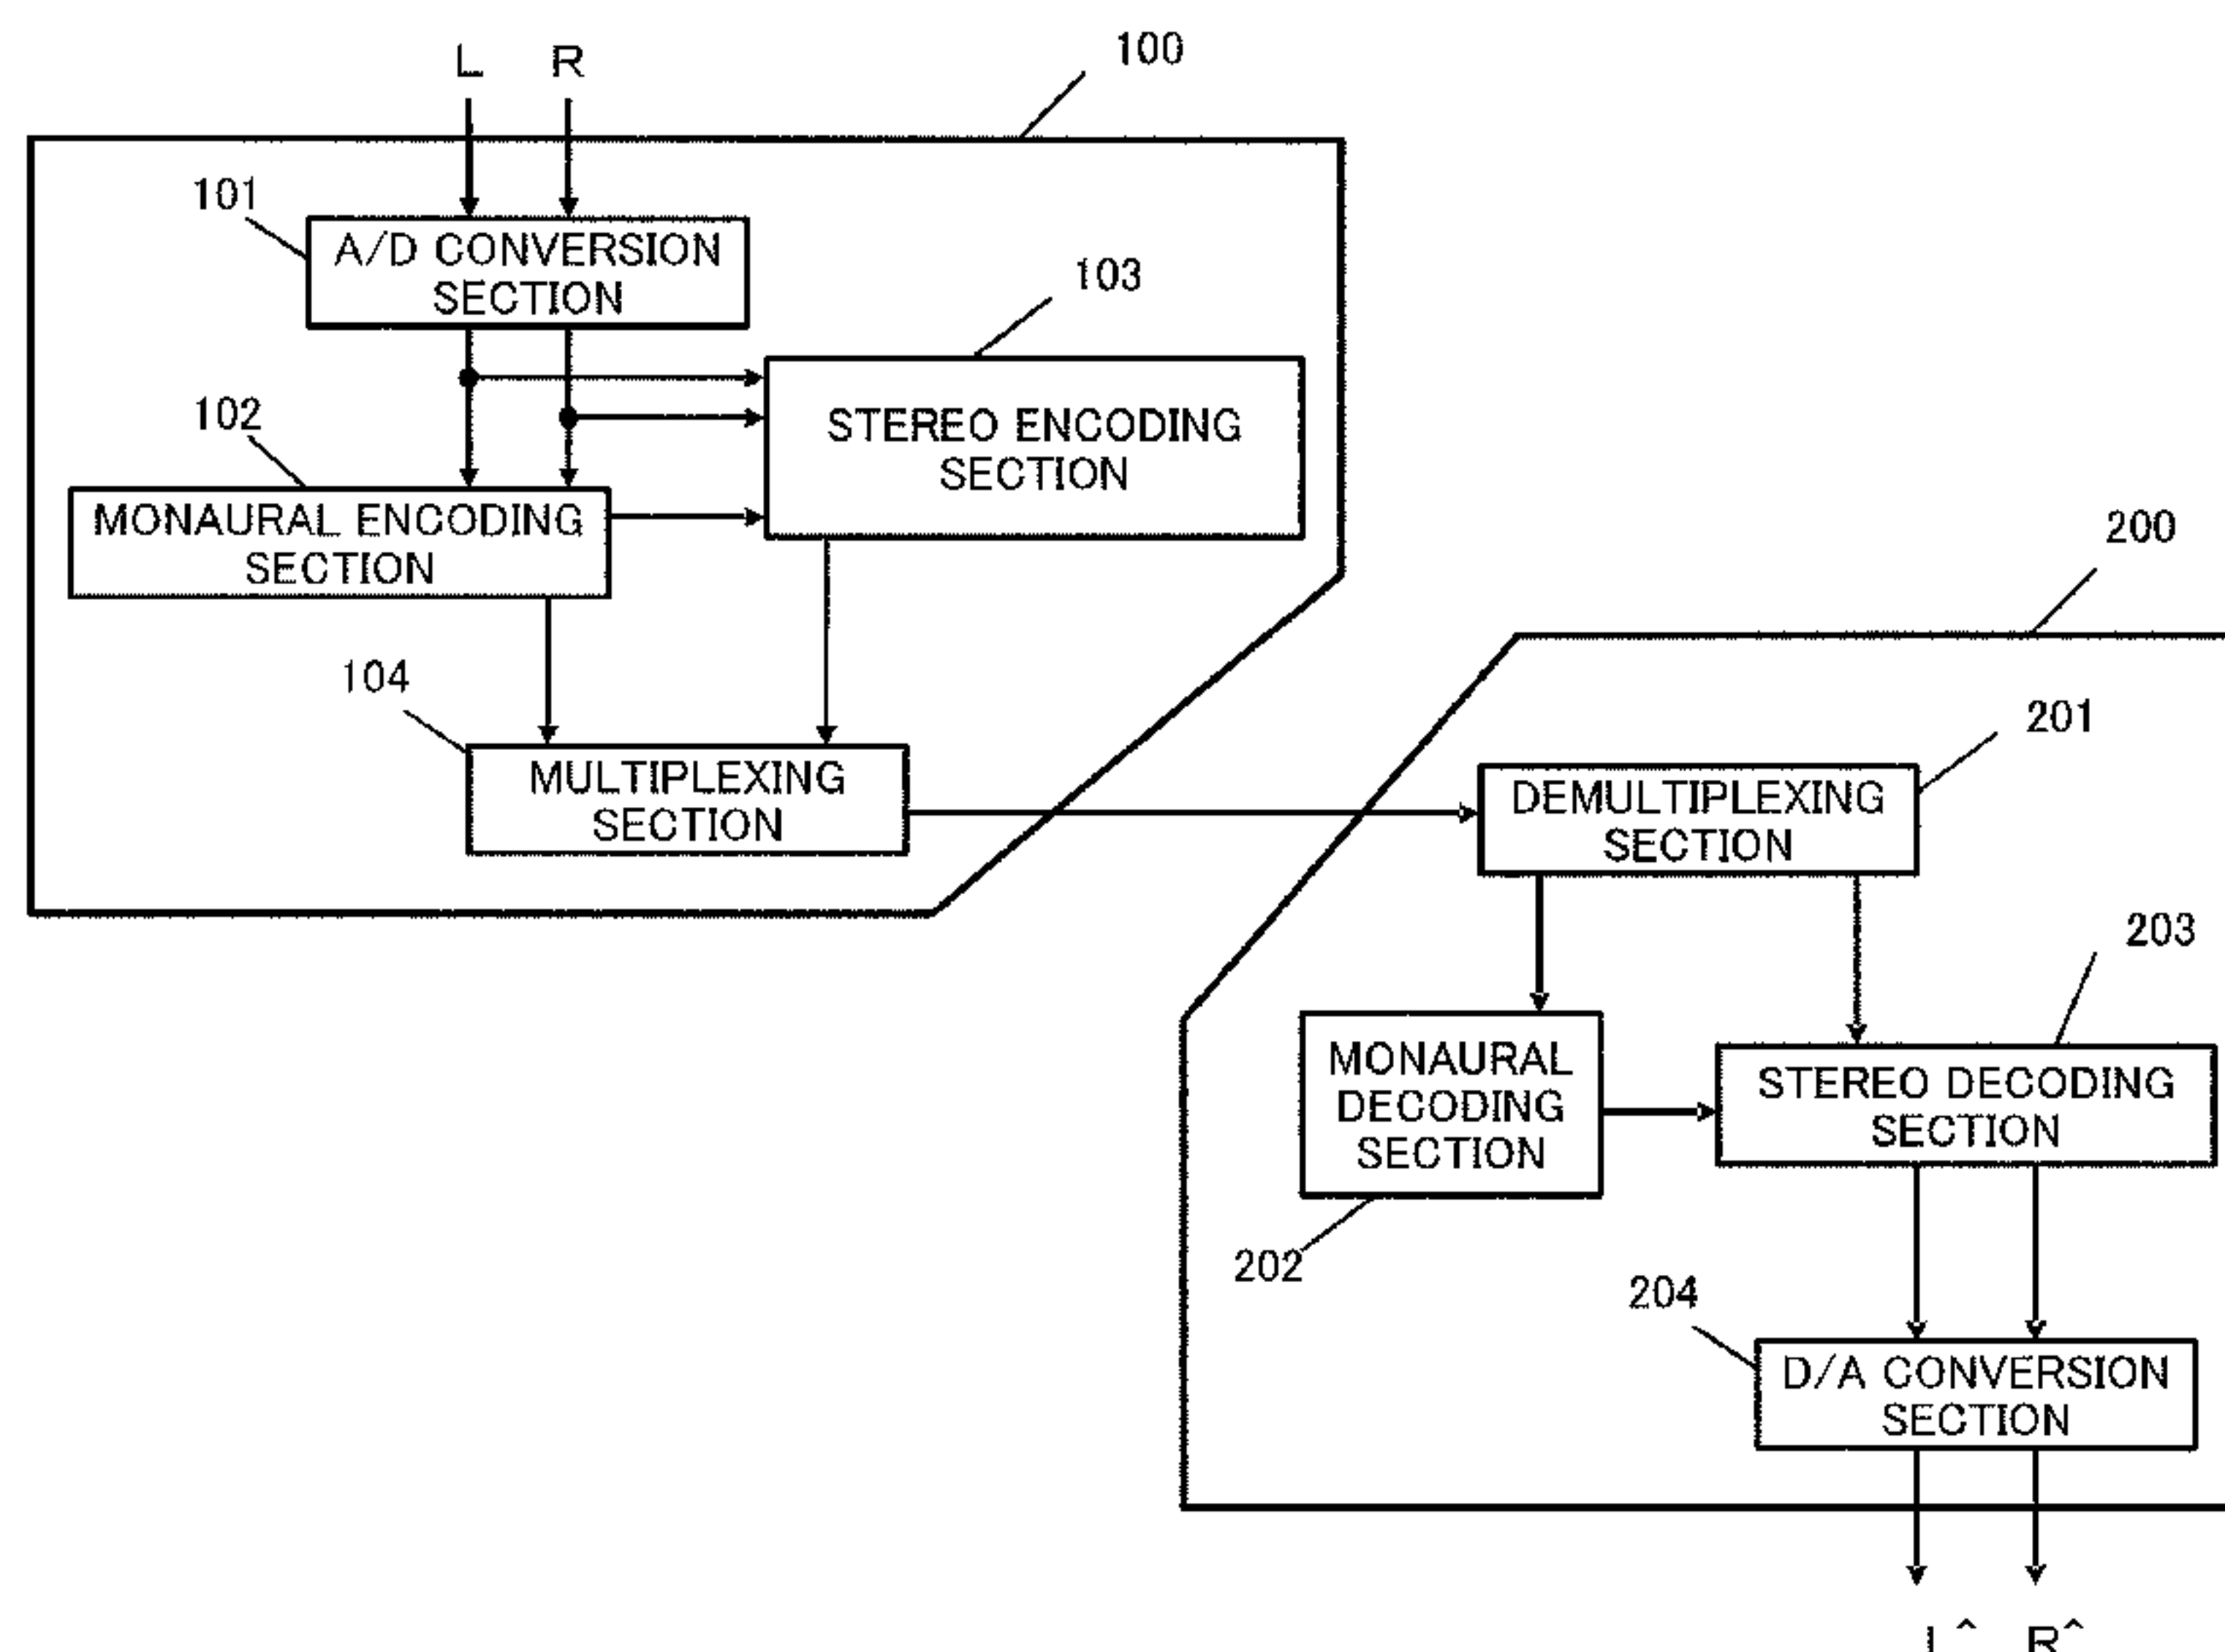 L R
100
101
A/D CONVERSION
SECTION
103
STEREO ENCODING
SECTION
102
MONAURAL ENCODING
SECTION
200
104
MULTIPLEXING
SECTION
201
DEMULTIPLEXING
SECTION
203
MONAURAL
DECODING
SECTION
STEREO DECODING
SECTION
202
204
D/A CONVERSION
SECTION
L^ R^